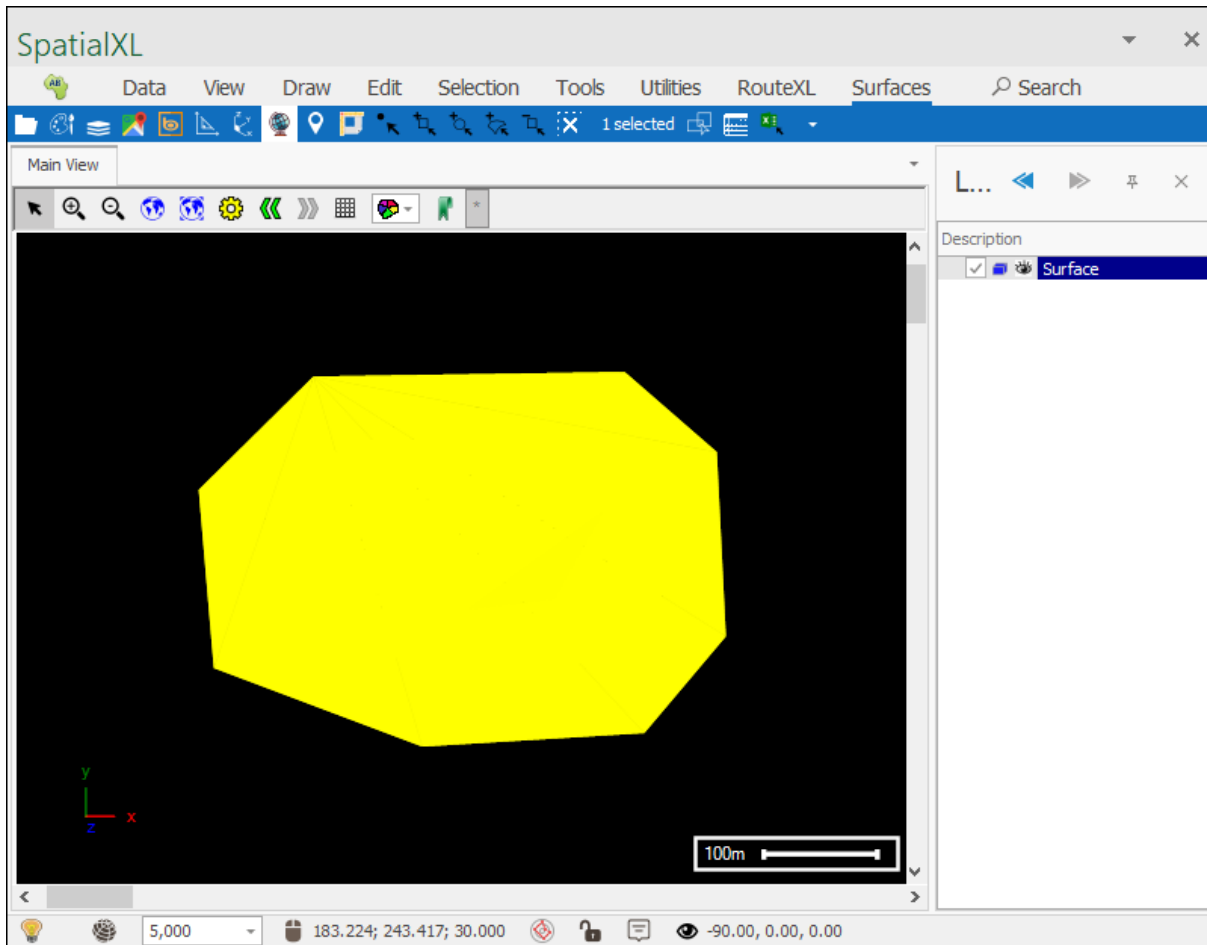 SpatialXL
AB Data View Draw Edit Selection Tools Utilities RouteXL Surfaces Search
1 selected
Main View
L...
*
Description
Surface
y
x
z
100m
5,000 183.224; 243.417; 30.000 -90.00, 0.00, 0.00